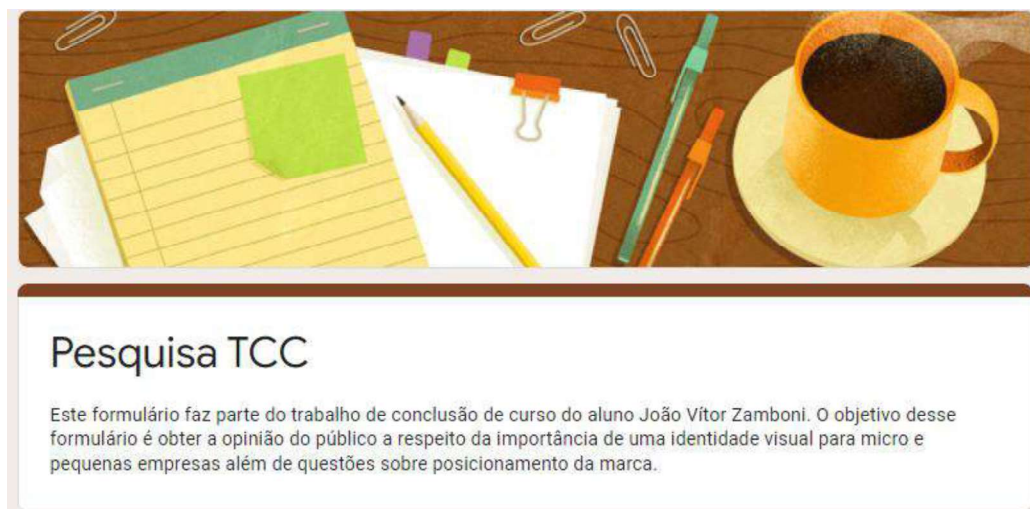 Pesquisa TCC
Este formulário faz parte do trabalho de conclusão de curso do aluno João Vítor Zamboni. O objetivo desse
formulário é obter a opinião do público a respeito da importância de uma identidade visual para micro e
pequenas empresas além de questões sobre posicionamento da marca.